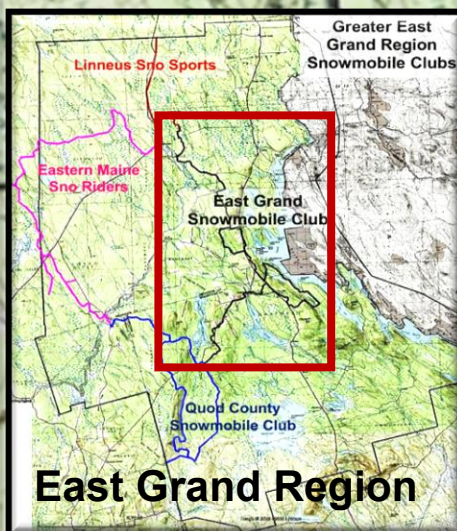 Greater East
Grand Region
Snowmobile Clubs
Linneus Sno Sports
Eastern Maine
Sno Riders
East Grand
Snowmobile Club
Quod County
Snowmobile Club
East Grand Region